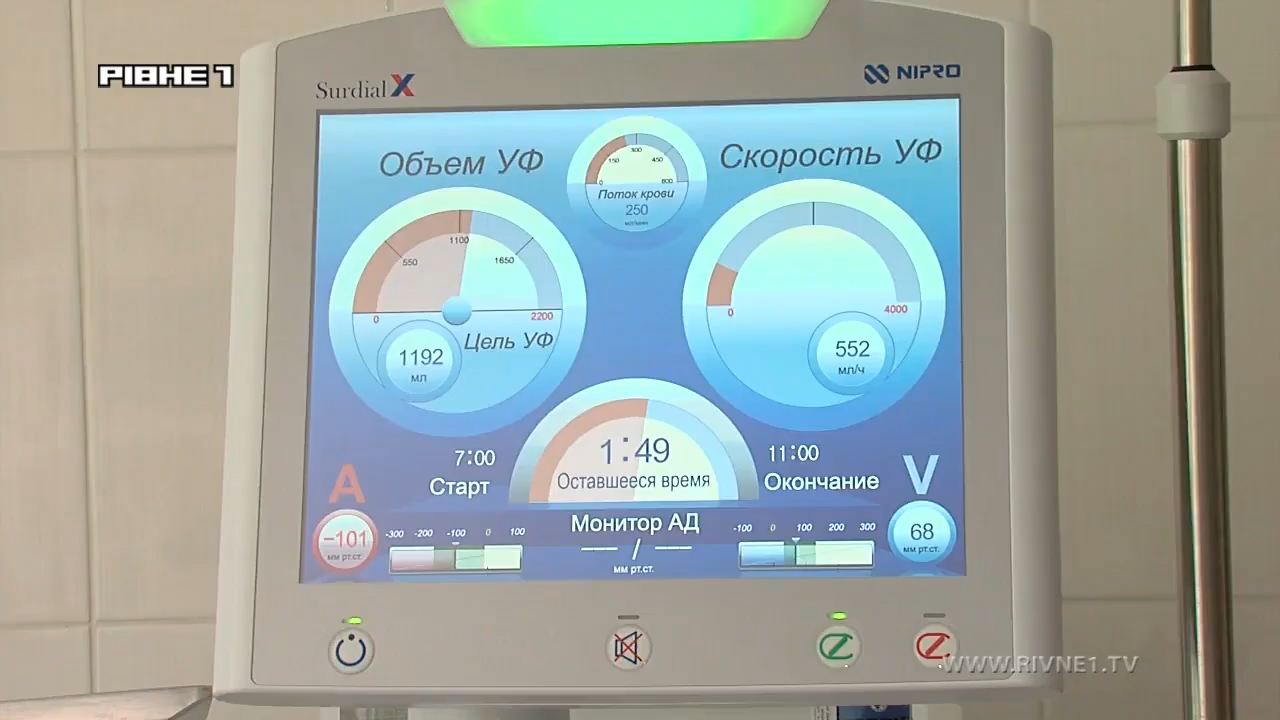 РІВНЕ 1
Surdial X
NIPRO
Объем УФ
Скорость УФ
0 150 300 450 600
Поток крови
250
мл/мин
0 550 1100 1650 2200
Цель УФ
1192
мл
0 4000
552
мл/ч
7:00
Старт
1:49
Оставшееся время
11:00
Окончание
A
-101
мм рт.ст.
-300 -200 -100 0 100
Монитор АД
— / —
мм рт.ст.
-100 0 100 200 300
V
68
мм рт.ст.
WWW.RIVNE1.TV